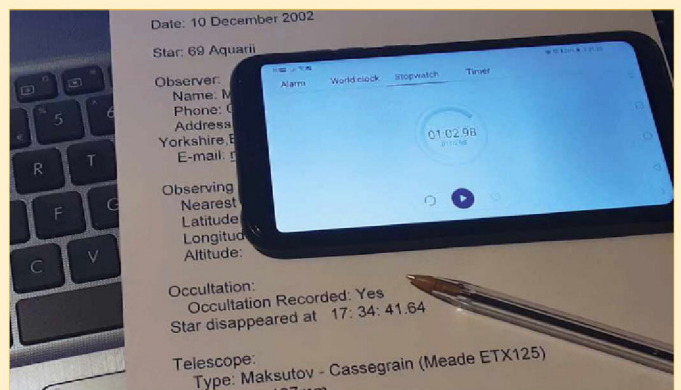 Date: 10 December 2002
Star: 69 Aquarii
Observer:
Name: M
Phone:
Address
Yorkshire,E
E-mail:
Observing
Nearest
Latitude
Longitud
Altitude:
Occultation:
Occultation Recorded: Yes
Star disappeared at 17: 34: 41.64
Telescope:
Type: Maksutov - Cassegrain (Meade ETX125)
Alarm World clock Stopwatch Timer
01:02.98
5 6
R T
F G
C V